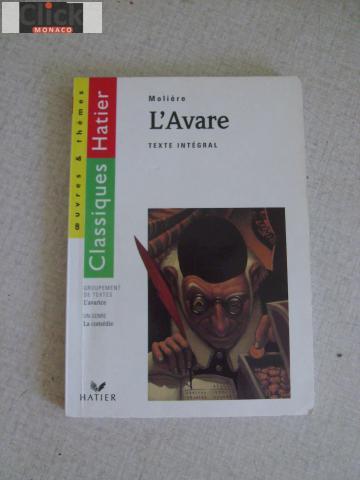 Click
MONACO
Molière
L'Avare
TEXTE INTÉGRAL
œuvres & thèmes
Classiques Hatier
GROUPEMENT
DE TEXTES
L'avarice
UN GENRE
La comédie
HATIER